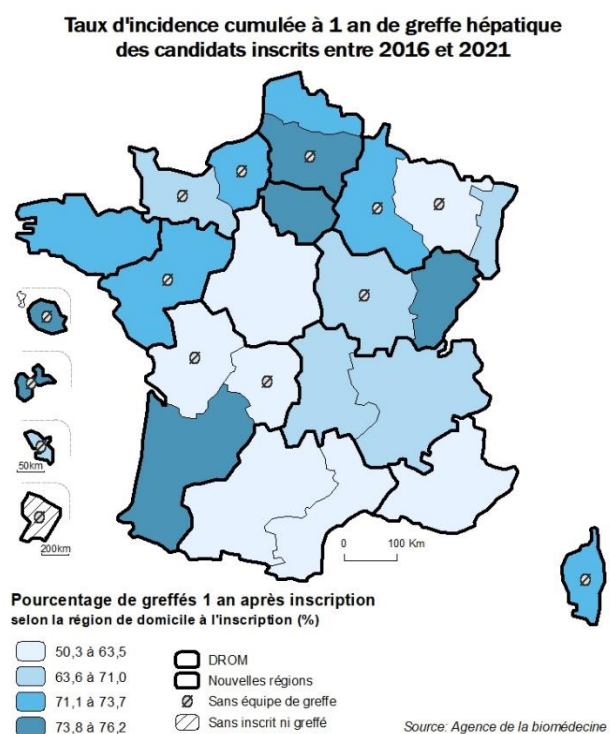 Taux d'incidence cumulée à 1 an de greffe hépatique
des candidats inscrits entre 2016 et 2021
50km
200km
0 100 Km
Pourcentage de greffés 1 an après inscription
selon la région de domicile à l'inscription (%)
50,3 à 63,5
63,6 à 71,0
71,1 à 73,7
73,8 à 76,2
DROM
Nouvelles régions
Sans équipe de greffe
Sans inscrit ni greffé
Source: Agence de la biomédecine